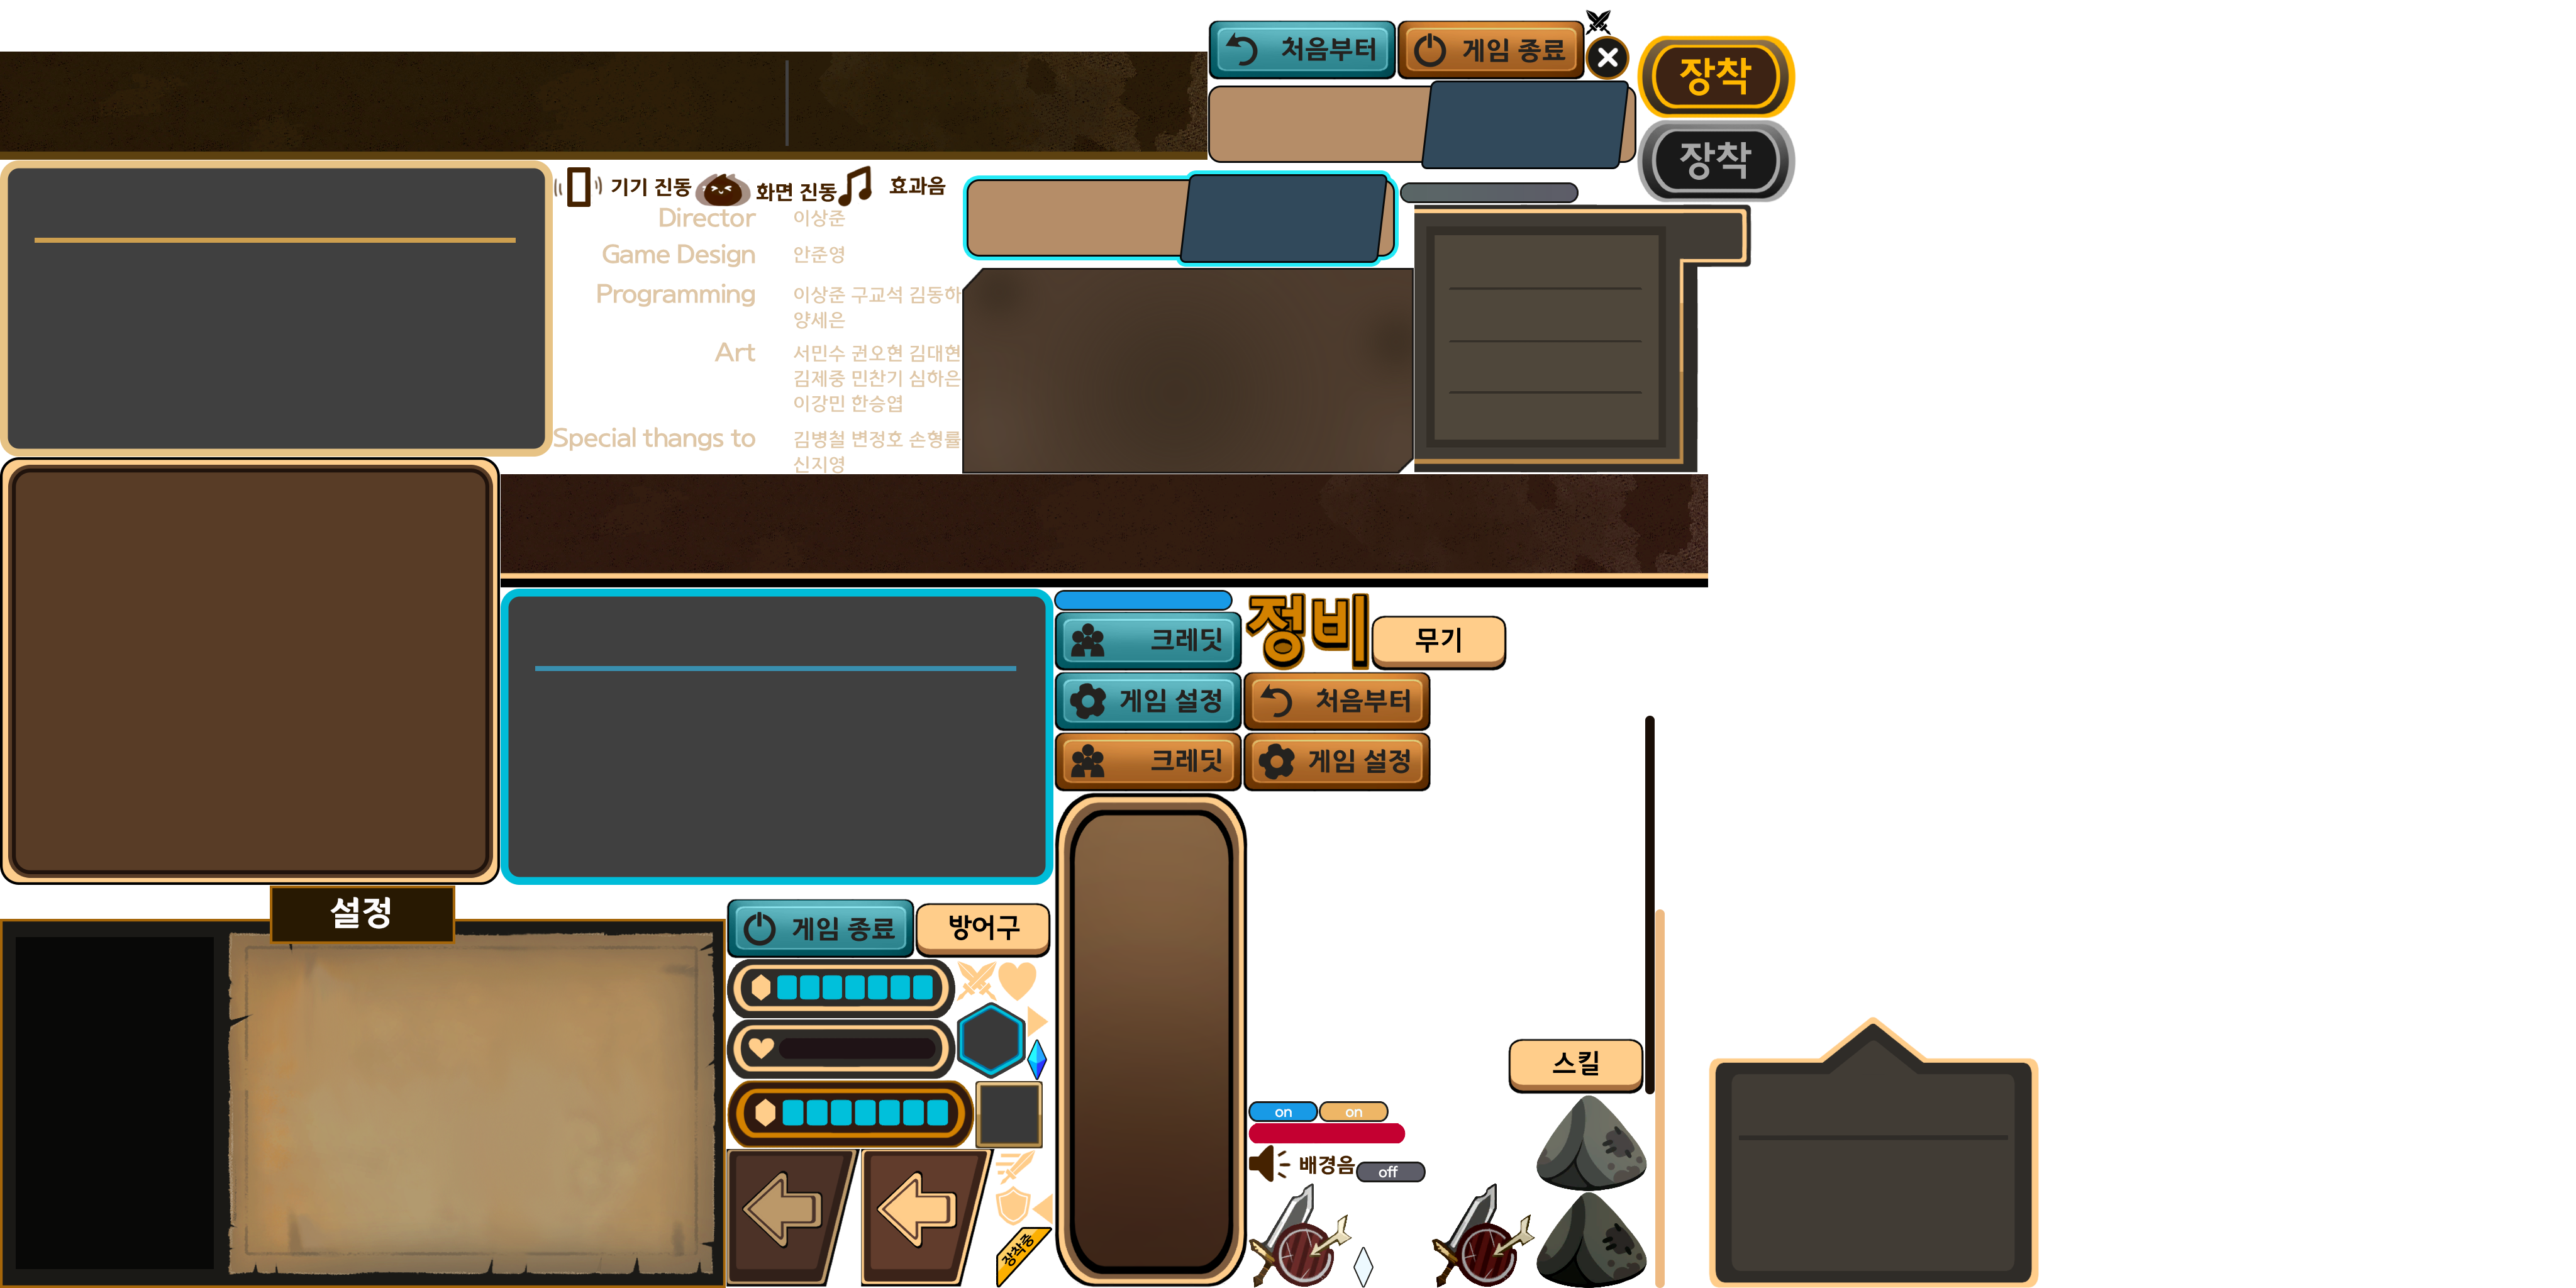 처음부터
게임 종료
장착
장착
기기 진동
화면 진동
효과음
Director 이상준
Game Design 안준영
Programming 이상준 구교석 김동하
양세은
Art 서민수 권오현 김대현
김제중 민찬기 심하은
이강민 한승엽
Special thangs to 김병철 변정호 손형률
신지영
정비
크레딧
무기
게임 설정
처음부터
크레딧
게임 설정
설정
게임 종료
방어구
스킬
on
on
배경음
off
장착중